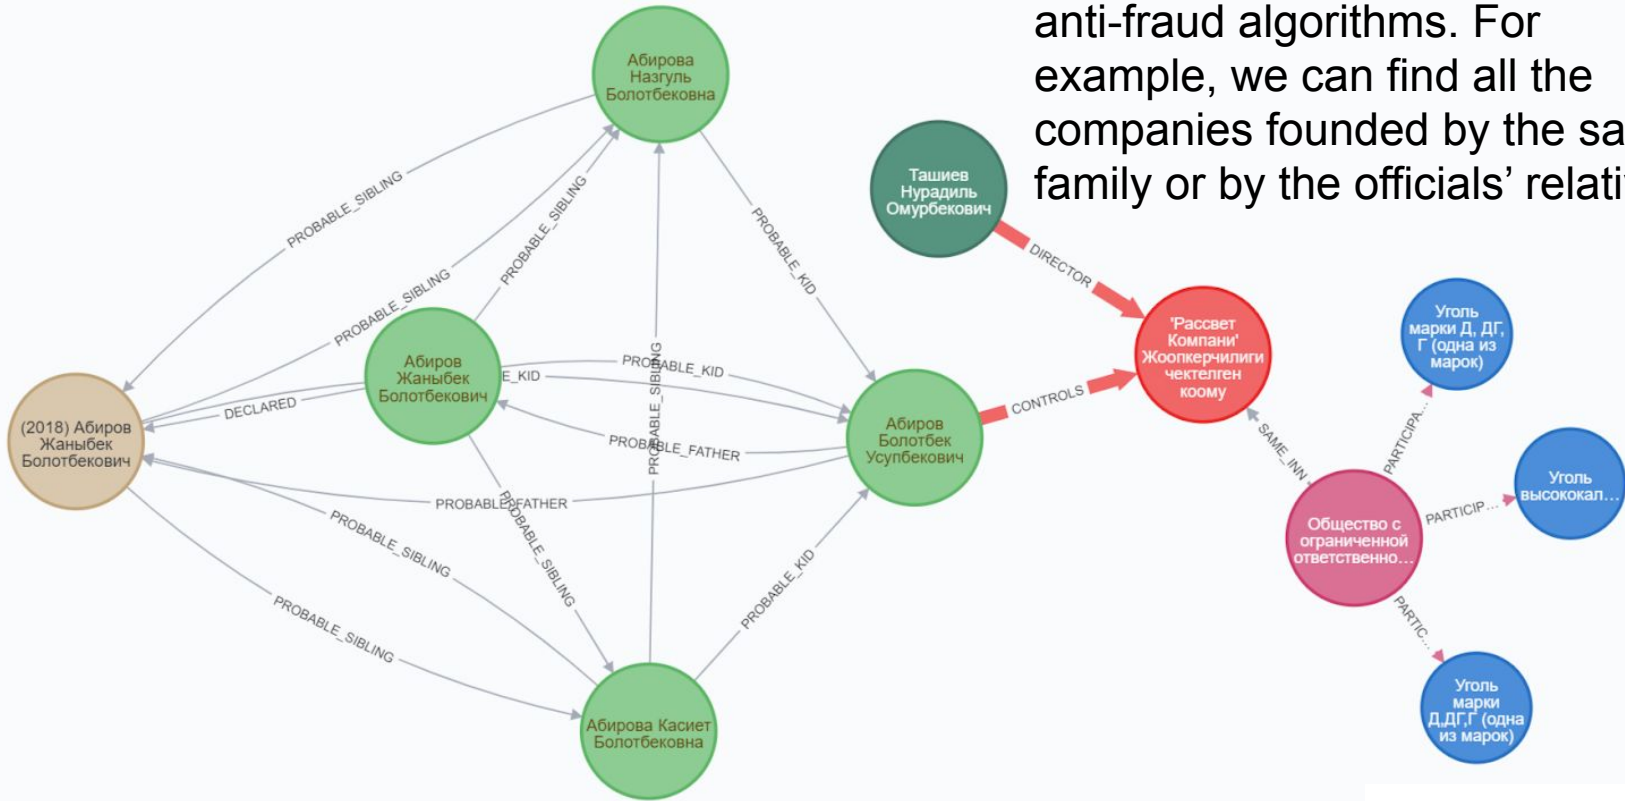 anti-fraud algorithms. For
example, we can find all the
companies founded by the
family or by the officials’
Абирова
Назгуль
Болотбековна
Ташиев
Нурадиль
Омурбекович
PROBABLE_SIBLING
PROBABLE_SIBLING
PROBABLE_KID
DIRECTOR
PROBABLE_SIBLING
'Рассвет
Компани'
Жоопкерчилиги
чектелген
коому
Уголь
марки Д, ДГ,
Г (одна из
марок)
Абиров
Жаныбек
Болотбекович
PROBABLE_KID
E_KID
PROBABLE_SIBLING
CONTROLS
DECLARED
(2018) Абиров
Жаныбек
Болотбекович
Абиров
Болотбек
Усупбекович
PROBABLE_FATHER
SAME_INN
PARTICIPA…
Уголь
высококал…
PROBABLE_FATHER
PARTICIP…
PROBABLE_SIBLING
PROBABLE_SIBLING
Общество с
ограниченной
ответственно…
PROBABLE_KID
PROBABLE_SIBLING
PARTIC…
Абирова Касиет
Болотбековна
Уголь
марки
Д,ДГ,Г (одна
из марок)